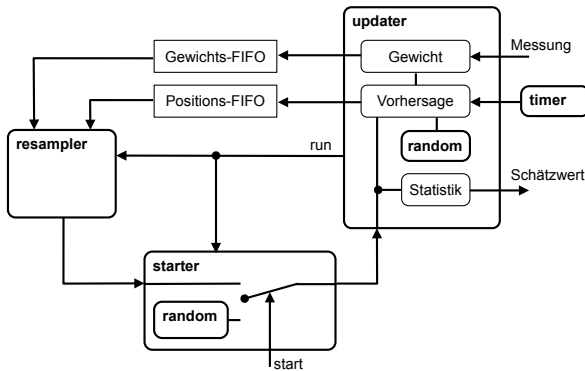 updater
Gewichts-FIFO
Gewicht
Messung
Positions-FIFO
Vorhersage
timer
resampler
random
run
Schätzwert
Statistik
starter
random
start